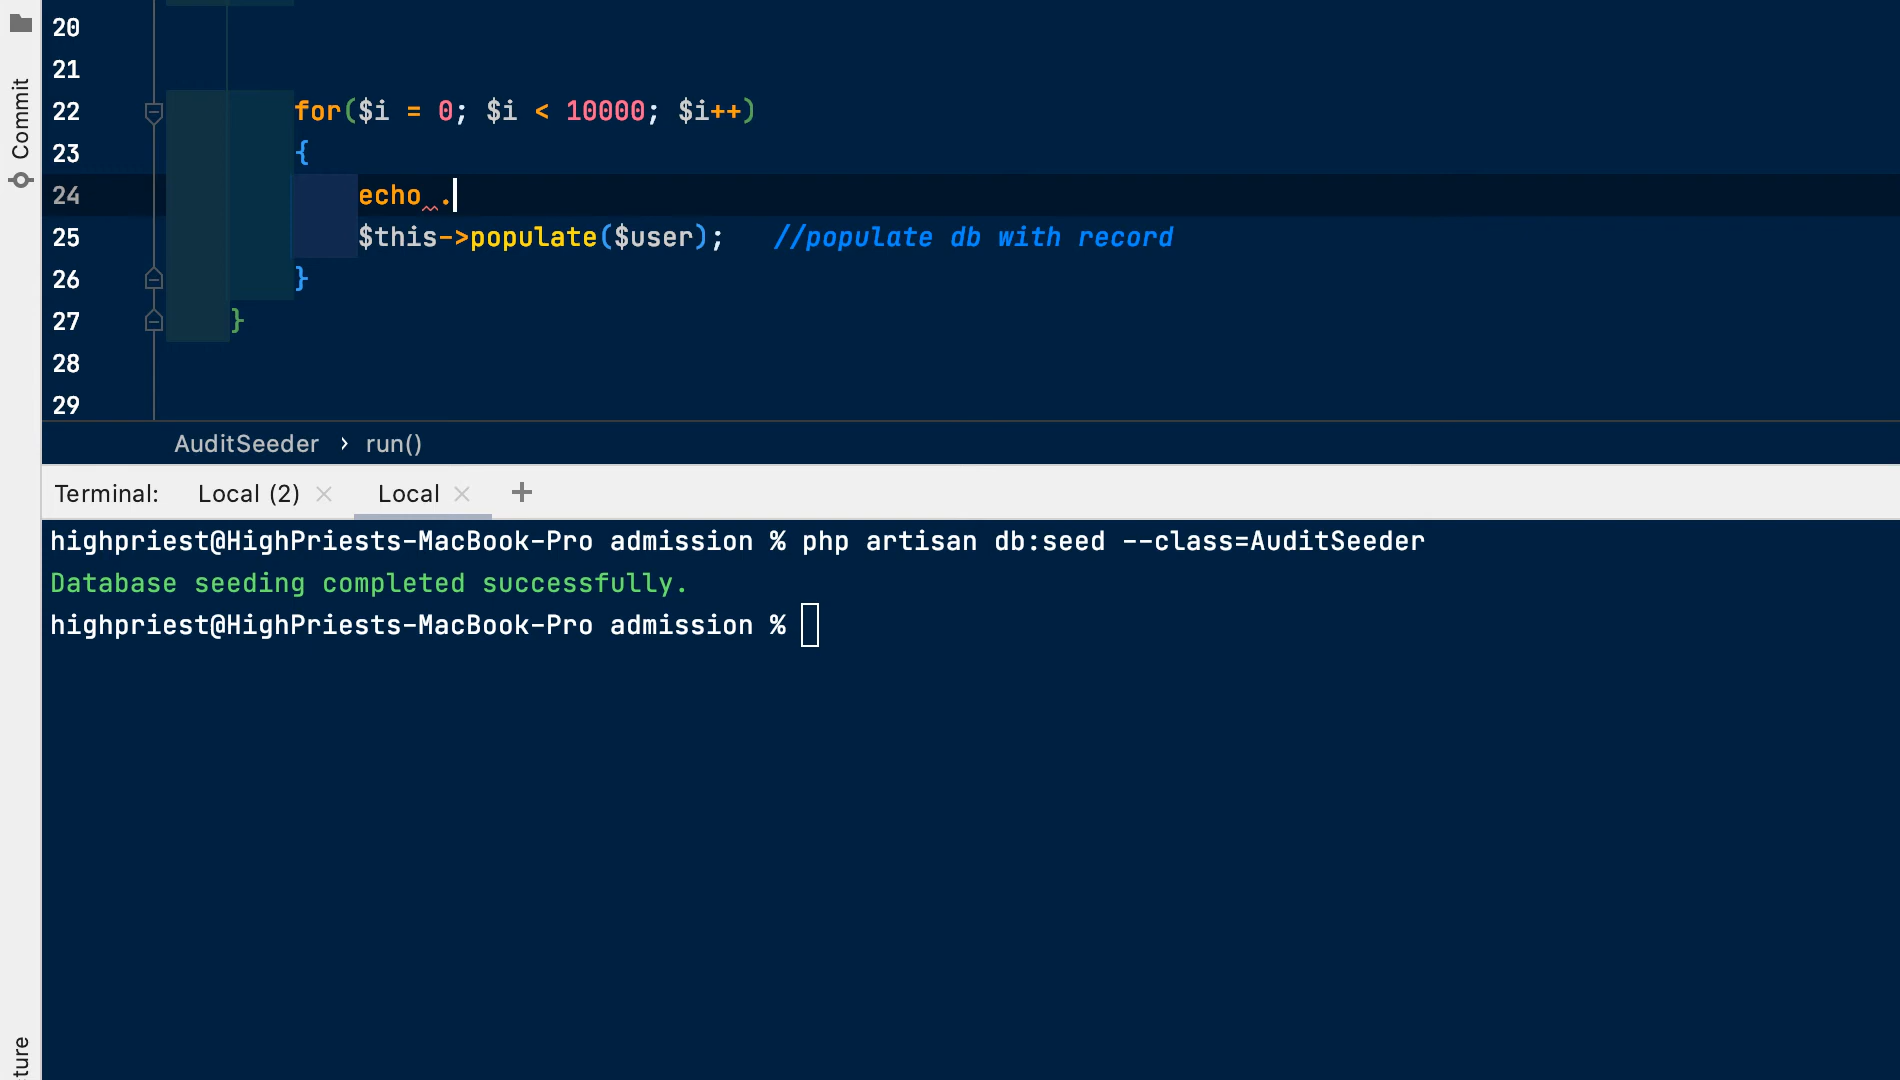 Commit
20
21
22 for($i = 0; $i < 10000; $i++)
23 {
24 echo .
25 $this->populate($user); //populate db with record
26 }
27 }
28
29
AuditSeeder › run()
Terminal: Local (2) × Local × +
highpriest@HighPriests-MacBook-Pro admission % php artisan db:seed --class=AuditSeeder
Database seeding completed successfully.
highpriest@HighPriests-MacBook-Pro admission %
ture